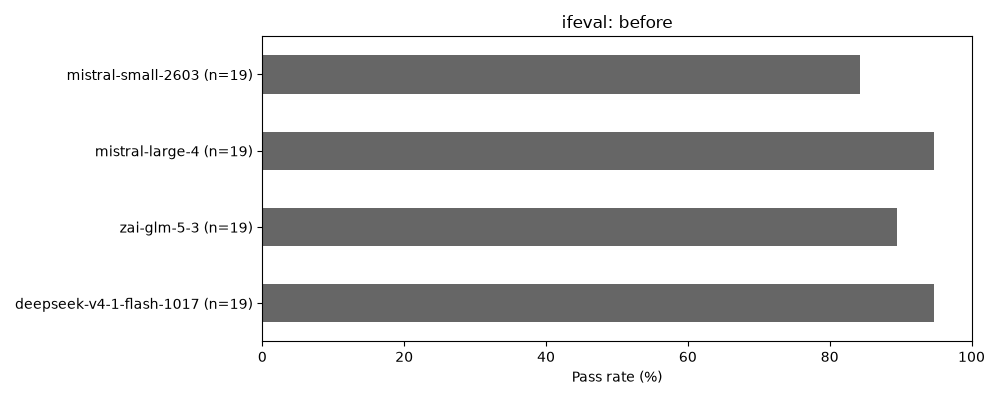 ifeval: before
mistral-small-2603 (n=19)
mistral-large-4 (n=19)
zai-glm-5-3 (n=19)
deepseek-v4-1-flash-1017 (n=19)
0 20 40 60 80 100
Pass rate (%)